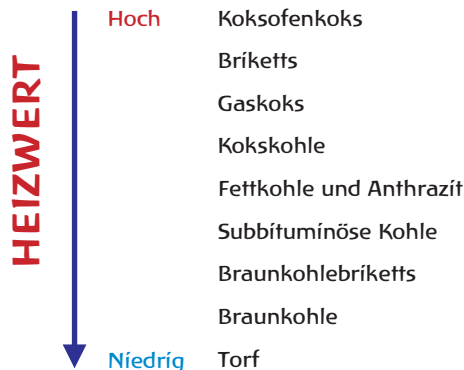 HEIZWERT
Hoch Koksofenkoks
Briketts
Gaskoks
Kokskohle
Fettkohle und Anthrazit
Subbituminöse Kohle
Braunkohlebriketts
Braunkohle
Niedrig Torf